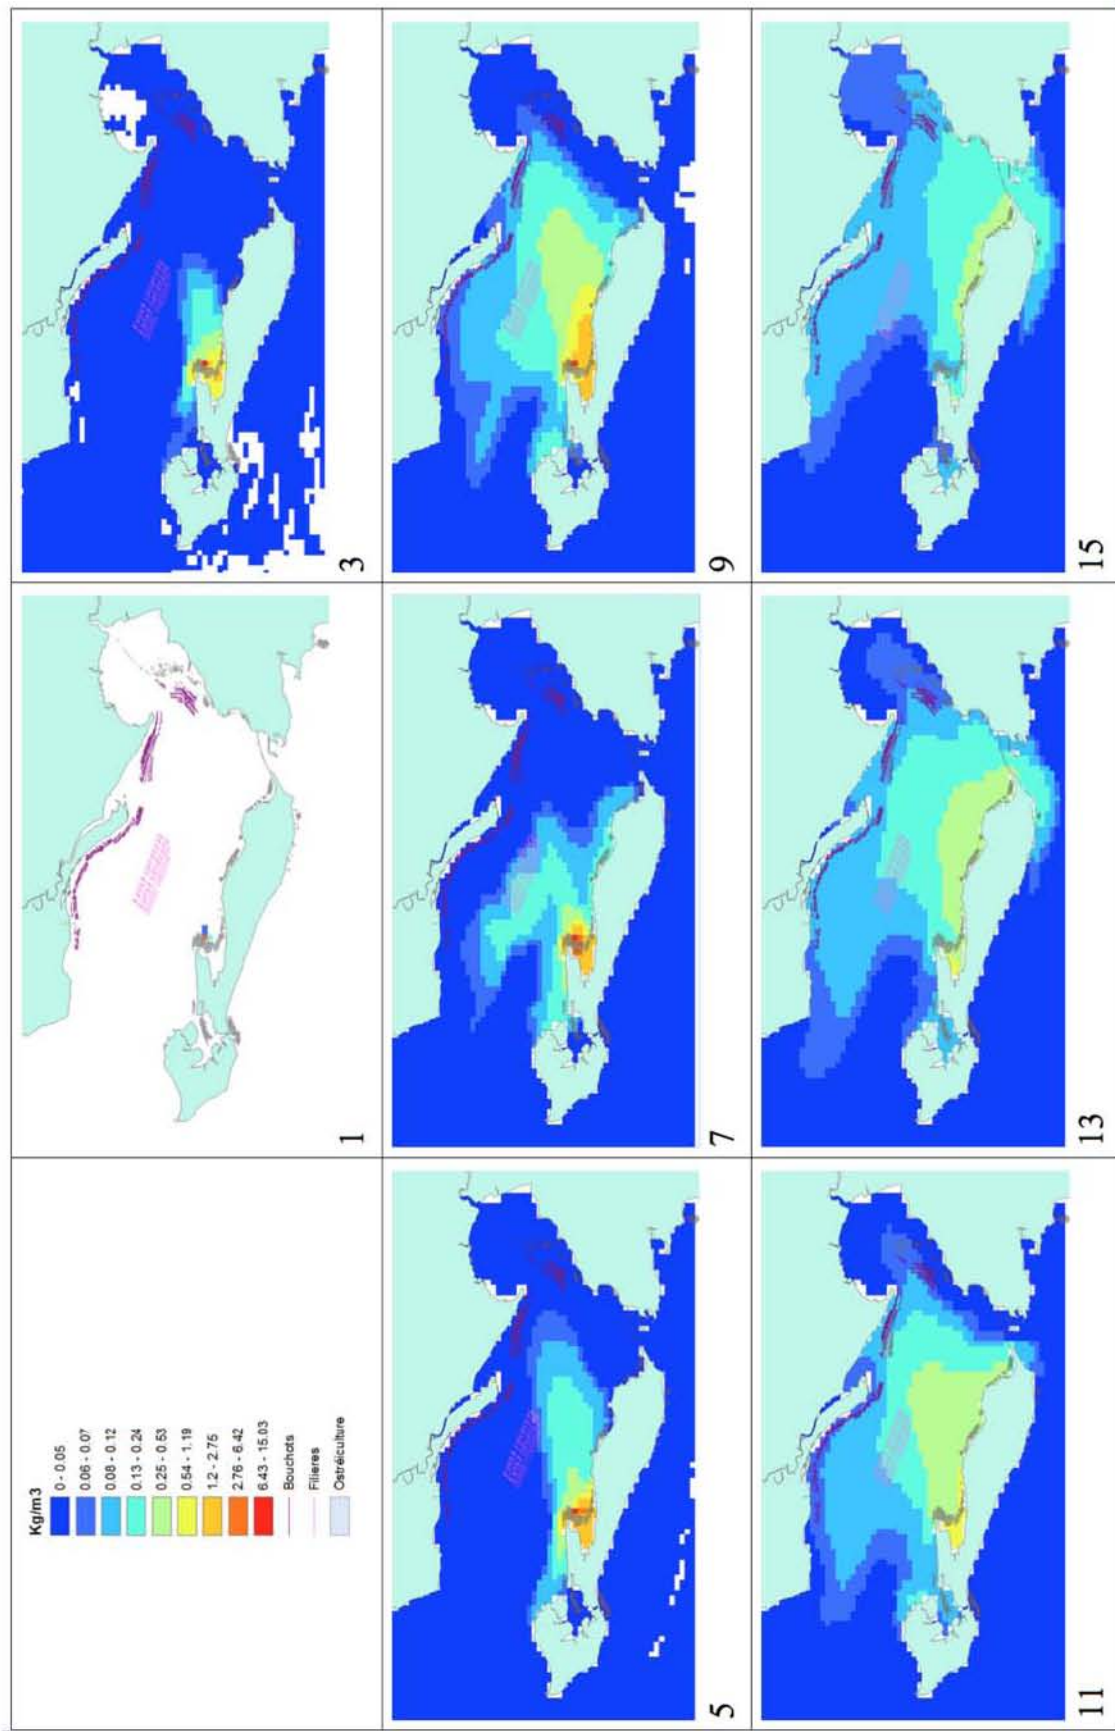 Kg/m3
0 - 0.05
0.06 - 0.07
0.08 - 0.12
0.13 - 0.24
0.25 - 0.53
0.54 - 1.19
1.2 - 2.75
2.76 - 6.42
6.43 - 15.03
Bouchots
Filieres
Ostréiculture
1
3
5
7
9
11
13
15